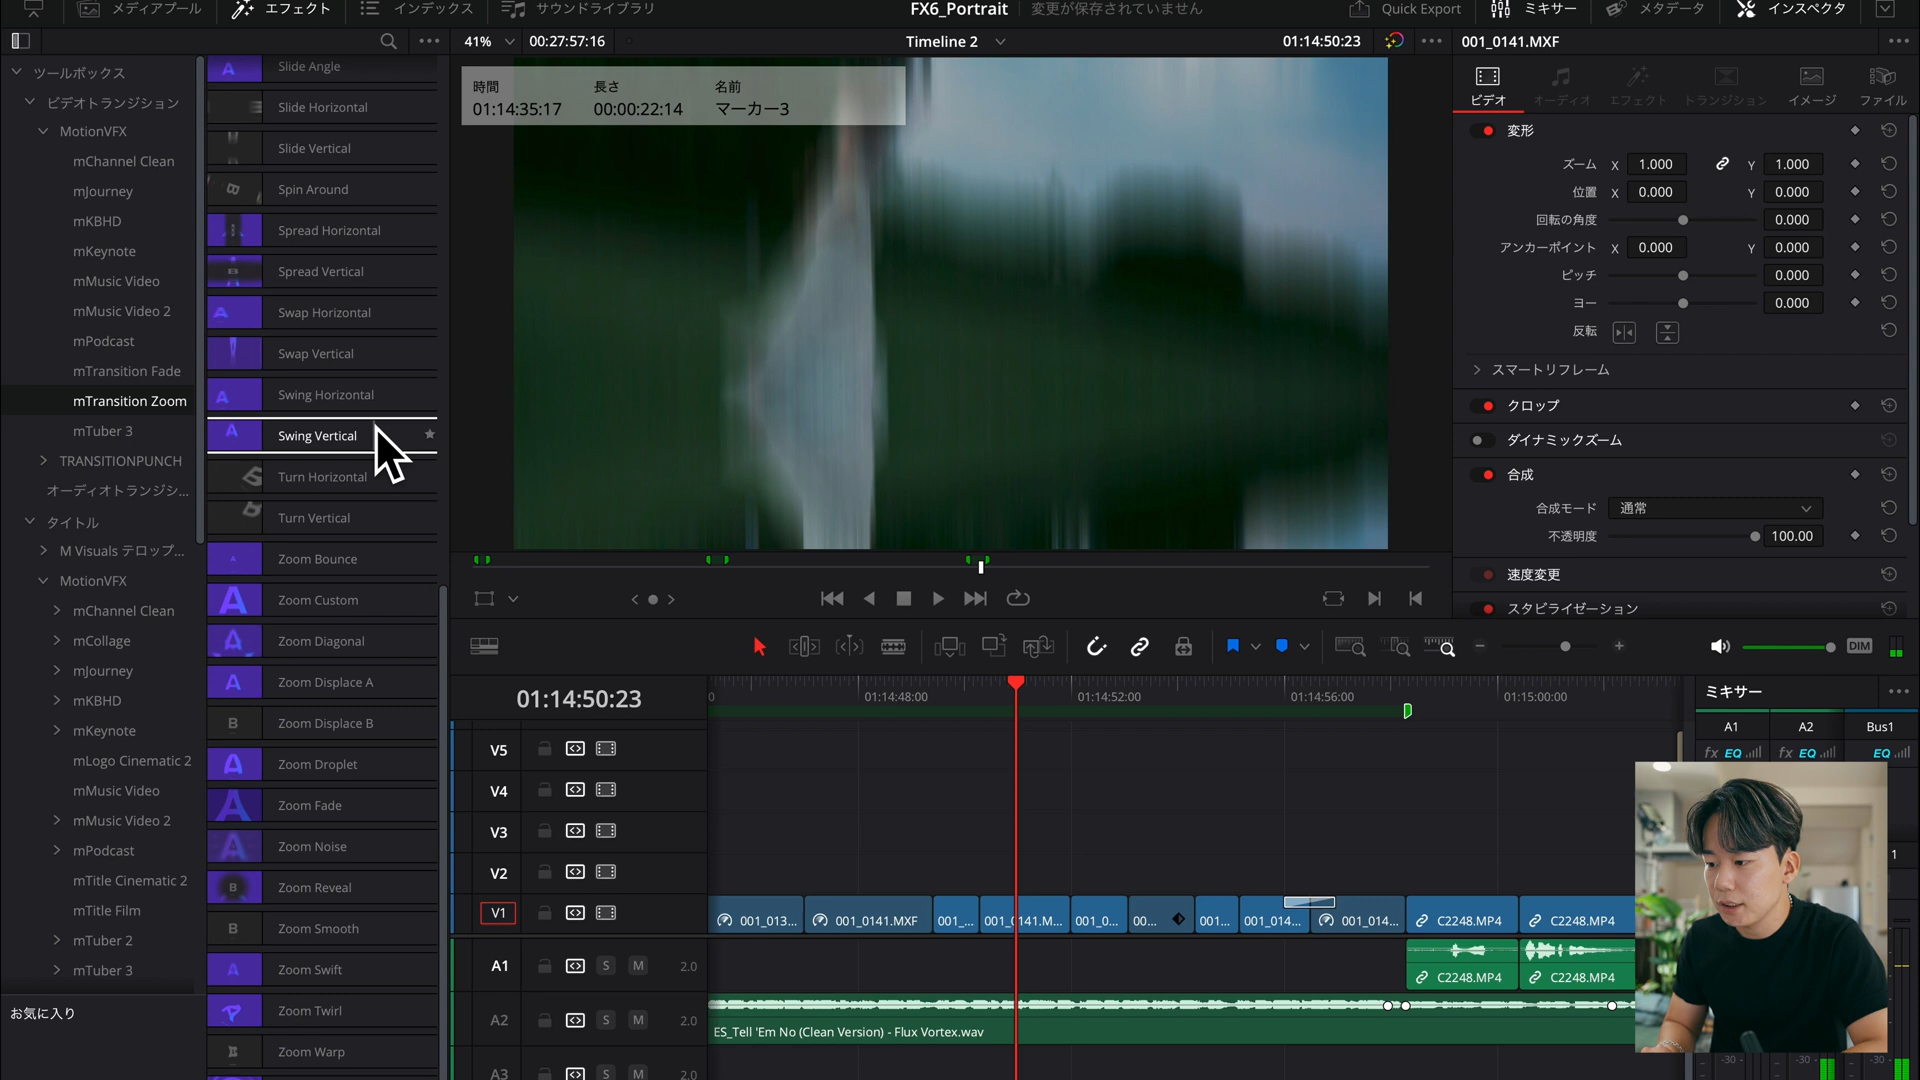 メディアプール
エフェクト
インデックス
サウンドライブラリ
FX6_Portrait
変更が保存されていません
Quick Export
ミキサー
メタデータ
インスペクタ
41%
00:27:57:16
Timeline 2
01:14:50:23
001_0141.MXF
ツールボックス
ビデオトランジション
MotionVFX
mChannel Clean
mJourney
mKBHD
mKeynote
mMusic Video
mMusic Video 2
mPodcast
mTransition Fade
mTransition Zoom
mTuber 3
TRANSITIONPUNCH
オーディオトランジシ...
タイトル
M Visuals テロップ...
MotionVFX
mChannel Clean
mCollage
mJourney
mKBHD
mKeynote
mLogo Cinematic 2
mMusic Video
mMusic Video 2
mPodcast
mTitle Cinematic 2
mTitle Film
mTuber 2
mTuber 3
お気に入り
Slide Angle
Slide Horizontal
Slide Vertical
Spin Around
Spread Horizontal
Spread Vertical
Swap Horizontal
Swap Vertical
Swing Horizontal
Swing Vertical
Turn Horizontal
Turn Vertical
Zoom Bounce
Zoom Custom
Zoom Diagonal
Zoom Displace A
Zoom Displace B
Zoom Droplet
Zoom Fade
Zoom Noise
Zoom Reveal
Zoom Smooth
Zoom Swift
Zoom Twirl
Zoom Warp
時間 長さ 名前
01:14:35:17 00:00:22:14 マーカー3
ビデオ オーディオ エフェクト トランジション イメージ ファイル
変形
ズーム X 1.000 Y 1.000
位置 X 0.000 Y 0.000
回転の角度 0.000
アンカーポイント X 0.000 Y 0.000
ピッチ 0.000
ヨー 0.000
反転
スマートリフレーム
クロップ
ダイナミックズーム
合成
合成モード 通常
不透明度 100.00
速度変更
スタビライゼーション
DIM
01:14:50:23
01:14:48:00 01:14:52:00 01:14:56:00 01:15:00:00
V5
V4
V3
V2
V1
001_013... 001_0141.MXF 001_... 001_0141.M... 001_0... 00... 001... 001_014... 001_014... C2248.MP4 C2248.MP4
A1 S M 2.0
C2248.MP4 C2248.MP4
A2 S M 2.0
ES_Tell 'Em No (Clean Version) - Flux Vortex.wav
A3 S M 2.0
ミキサー
A1 A2 Bus1
fx EQ fx EQ EQ
1
-30 -30 -30